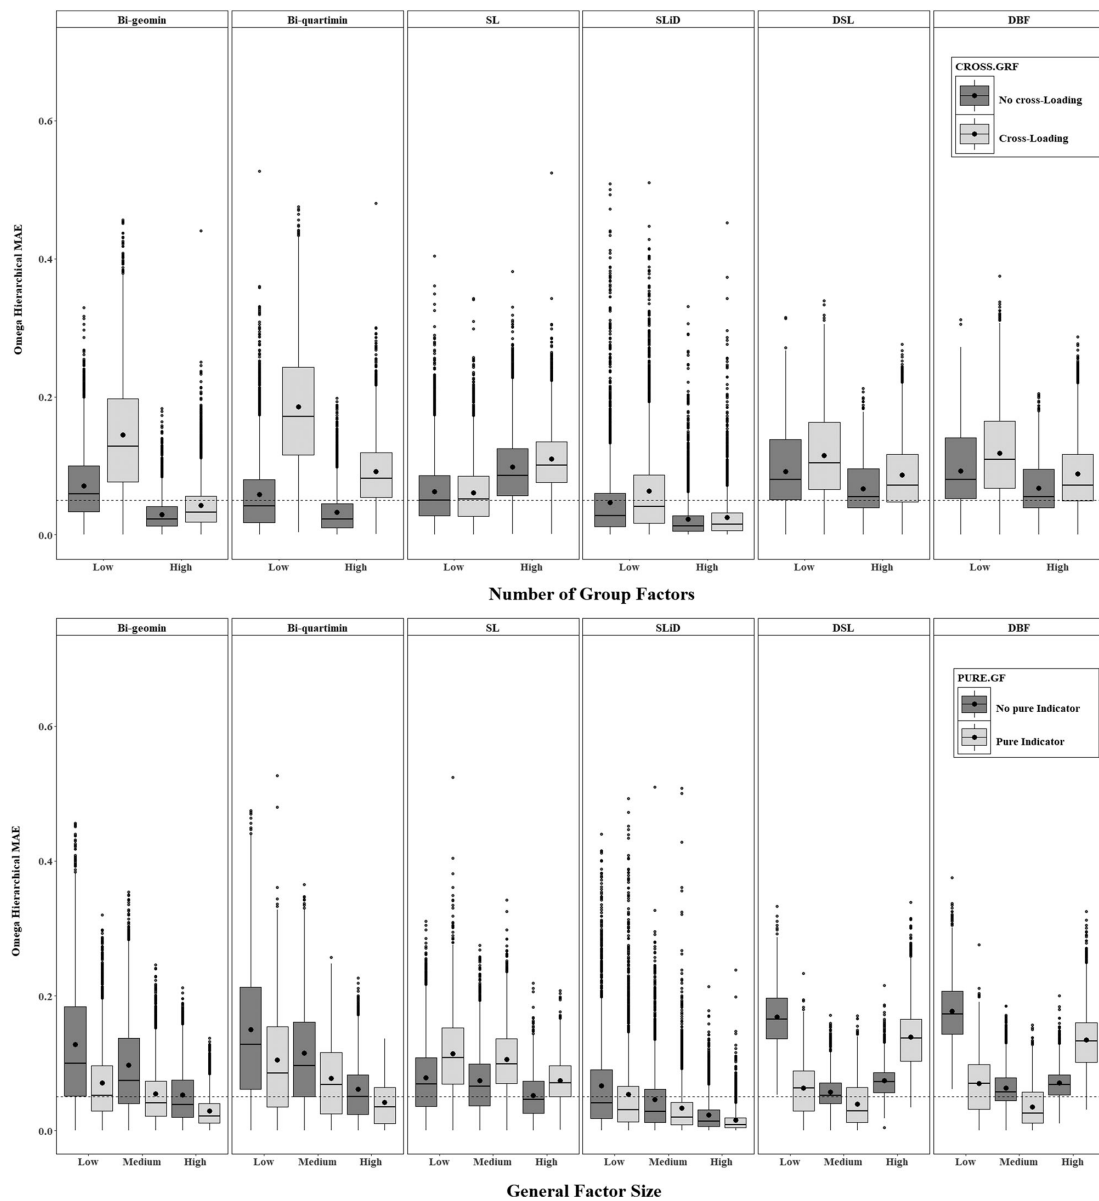 Bi-geomin Bi-quartimin SL SLiD DSL DBF
CROSS.GRF
No cross-Loading
Cross-Loading
Omega Hierarchical MAE
0.6
0.4
0.2
0.0
Low High Low High Low High Low High Low High Low High
Number of Group Factors
Bi-geomin Bi-quartimin SL SLiD DSL DBF
PURE.GF
No pure Indicator
Pure Indicator
Omega Hierarchical MAE
0.6
0.4
0.2
0.0
Low Medium High Low Medium High Low Medium High Low Medium High Low Medium High Low Medium High
General Factor Size